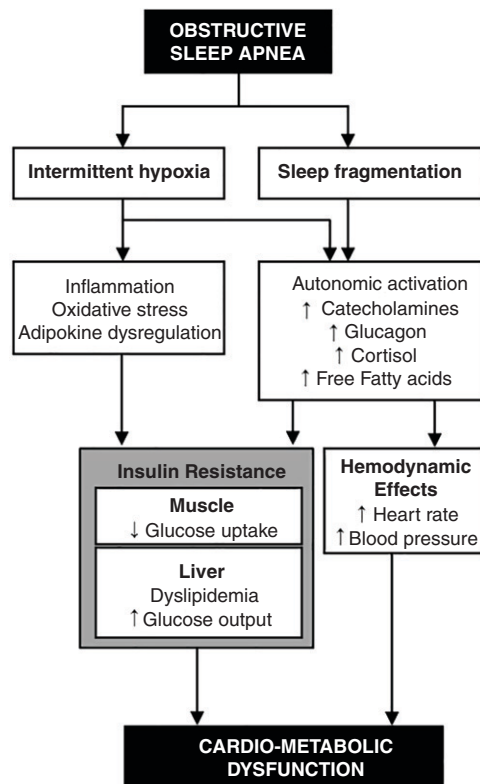 OBSTRUCTIVE
SLEEP APNEA
Intermittent hypoxia
Sleep fragmentation
Inflammation
Oxidative stress
Adipokine dysregulation
Autonomic activation
↑ Catecholamines
↑ Glucagon
↑ Cortisol
↑ Free Fatty acids
Insulin Resistance
Muscle
↓ Glucose uptake
Liver
Dyslipidemia
↑ Glucose output
Hemodynamic
Effects
↑ Heart rate
↑ Blood pressure
CARDIO-METABOLIC
DYSFUNCTION